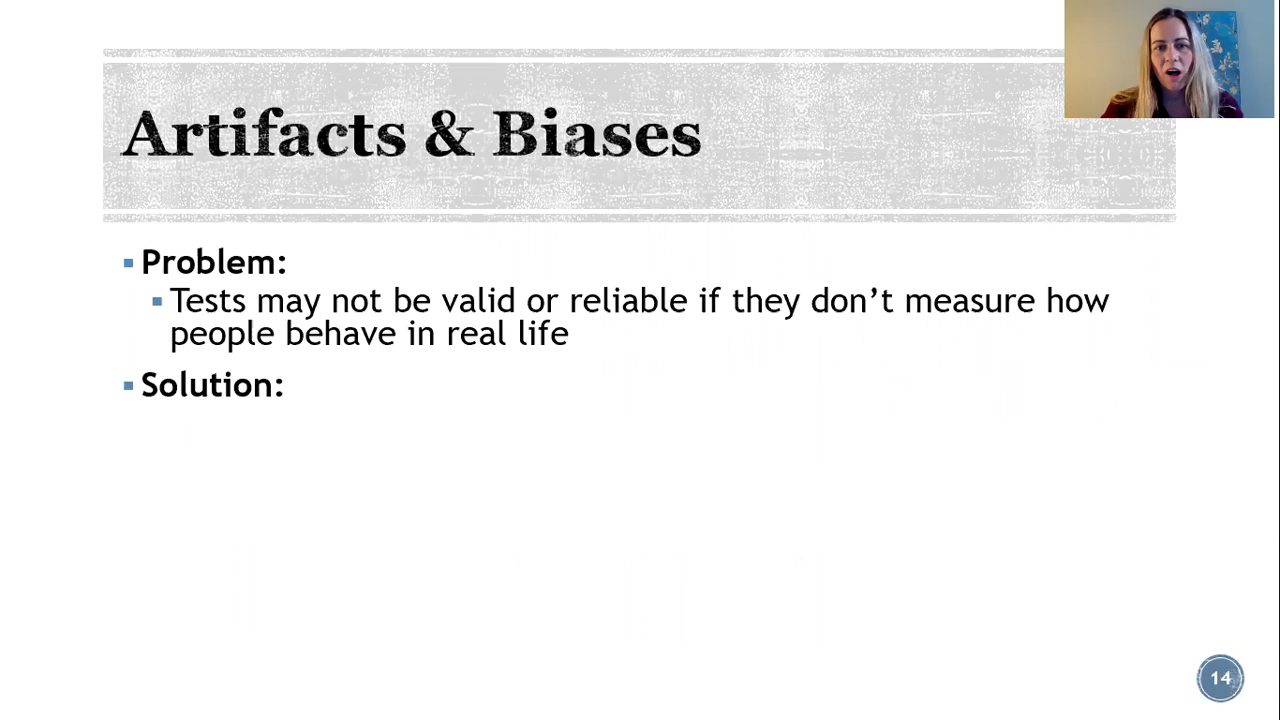 Artifacts & Biases
Problem:
Tests may not be valid or reliable if they don’t measure how
people behave in real life
Solution:
14